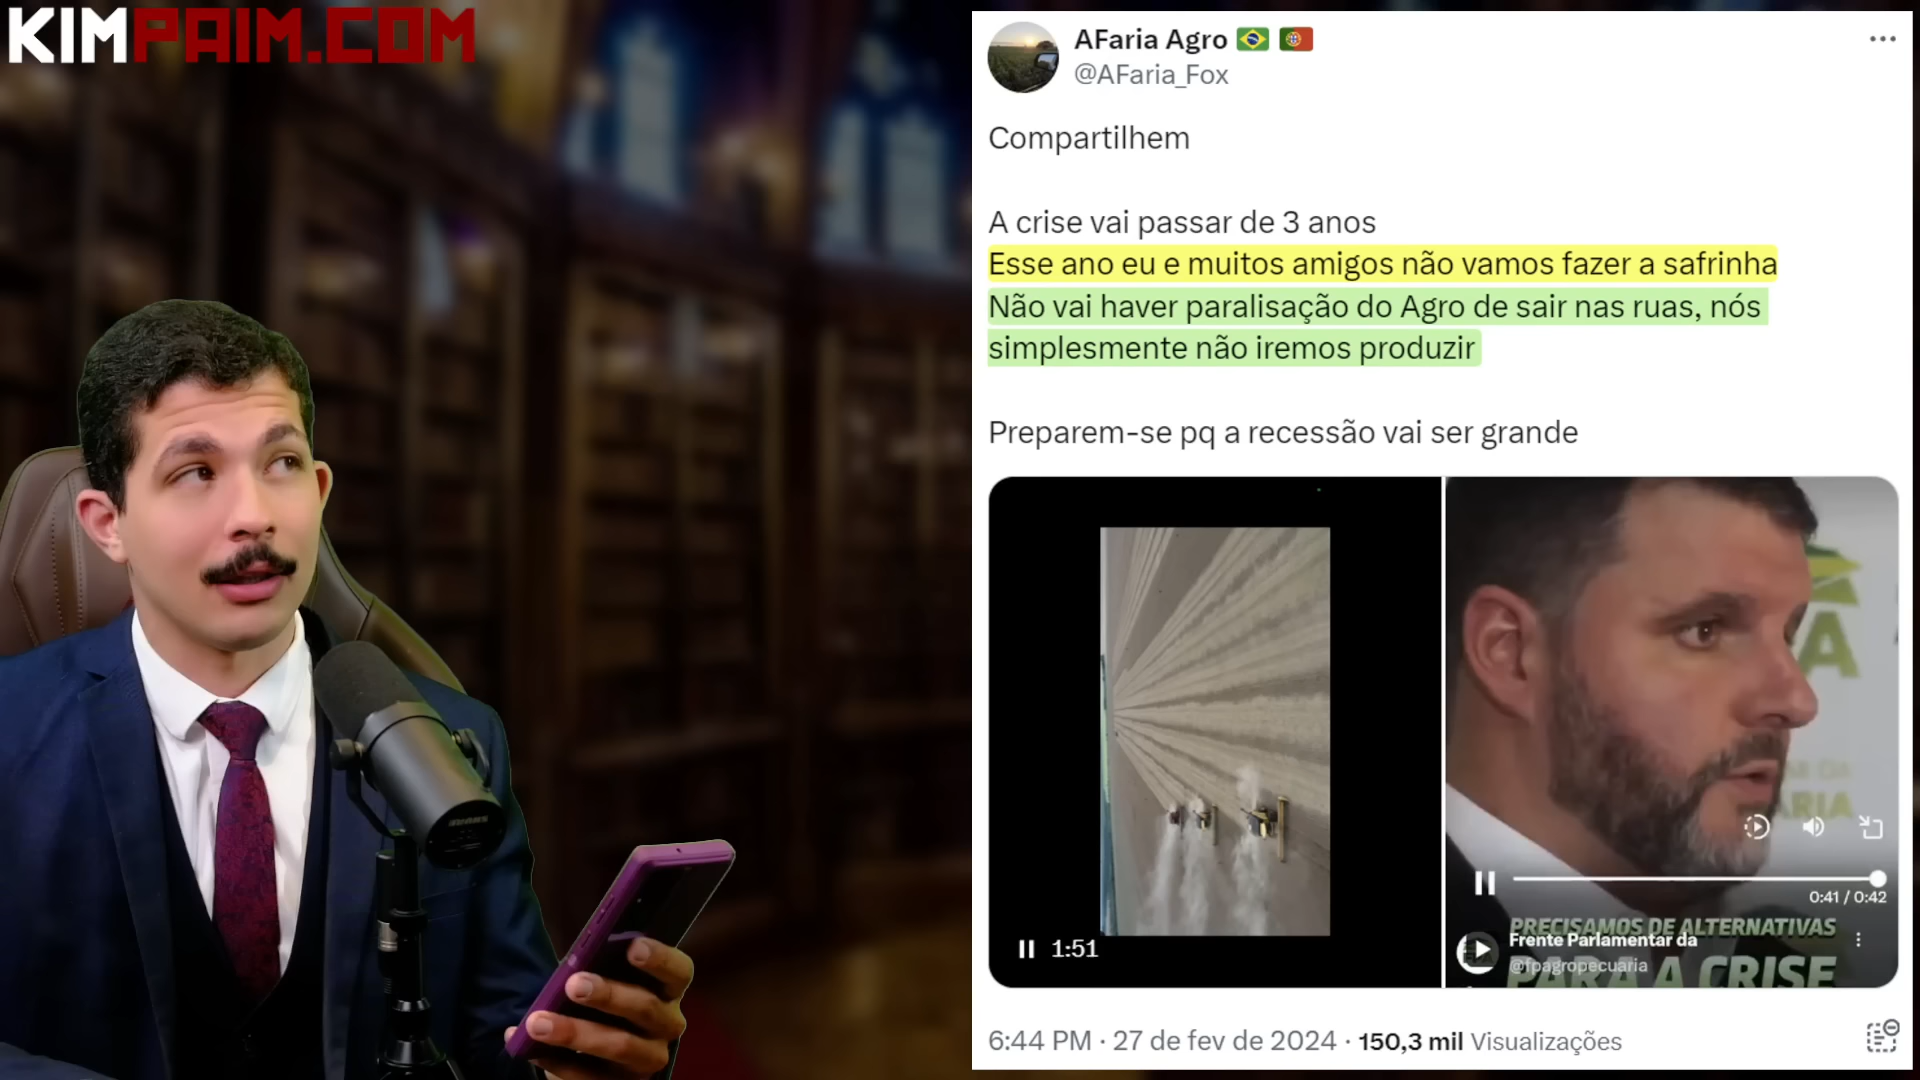 KIMPAIM.COM
AFaria Agro
@AFaria_Fox
Compartilhem
A crise vai passar de 3 anos
Esse ano eu e muitos amigos não vamos fazer a safrinha
Não vai haver paralisação do Agro de sair nas ruas, nós
simplesmente não iremos produzir
Preparem-se pq a recessão vai ser grande
1:51
0:41 / 0:42
PRECISAMOS DE ALTERNATIVAS
Frente Parlamentar da
@fpagropecuaria
PARA A CRISE
6:44 PM · 27 de fev de 2024 · 150,3 mil Visualizações